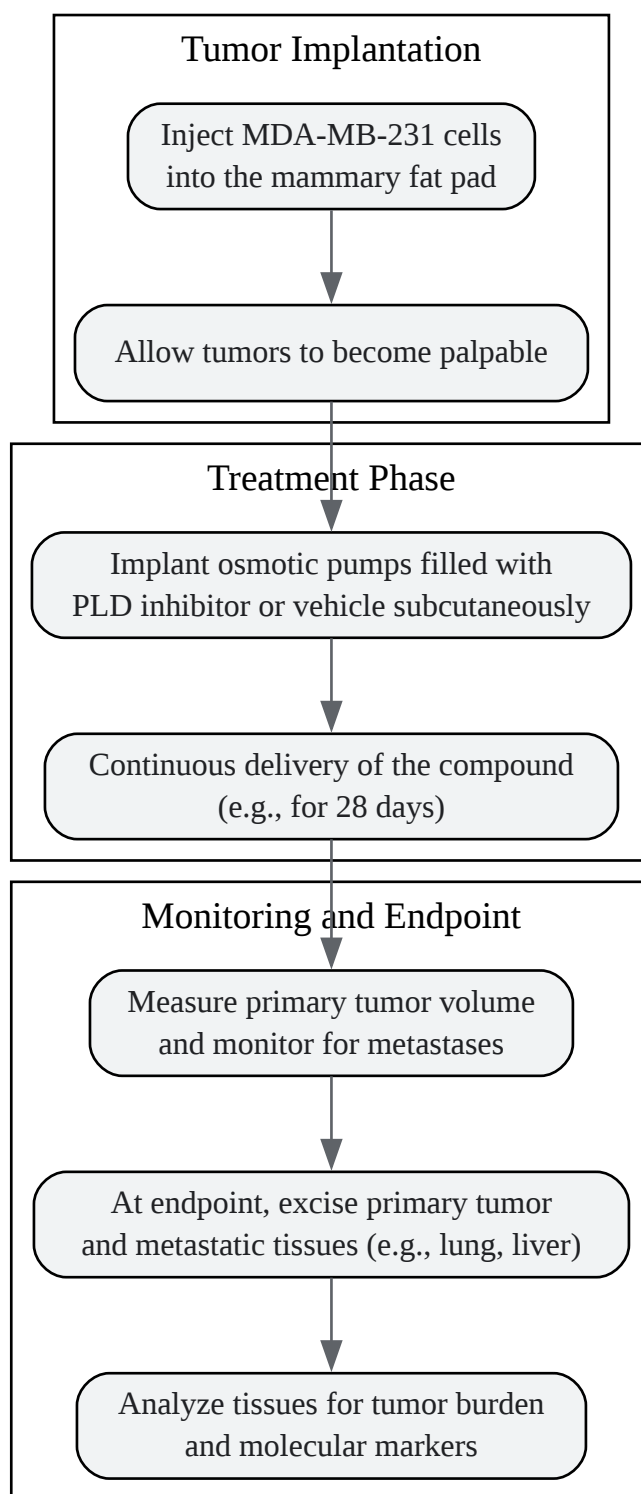 Tumor Implantation
Inject MDA-MB-231 cells
into the mammary fat pad
Allow tumors to become palpable
Treatment Phase
Implant osmotic pumps filled with
PLD inhibitor or vehicle subcutaneously
Continuous delivery of the compound
(e.g., for 28 days)
Monitoring and Endpoint
Measure primary tumor volume
and monitor for metastases
At endpoint, excise primary tumor
and metastatic tissues (e.g., lung, liver)
Analyze tissues for tumor burden
and molecular markers